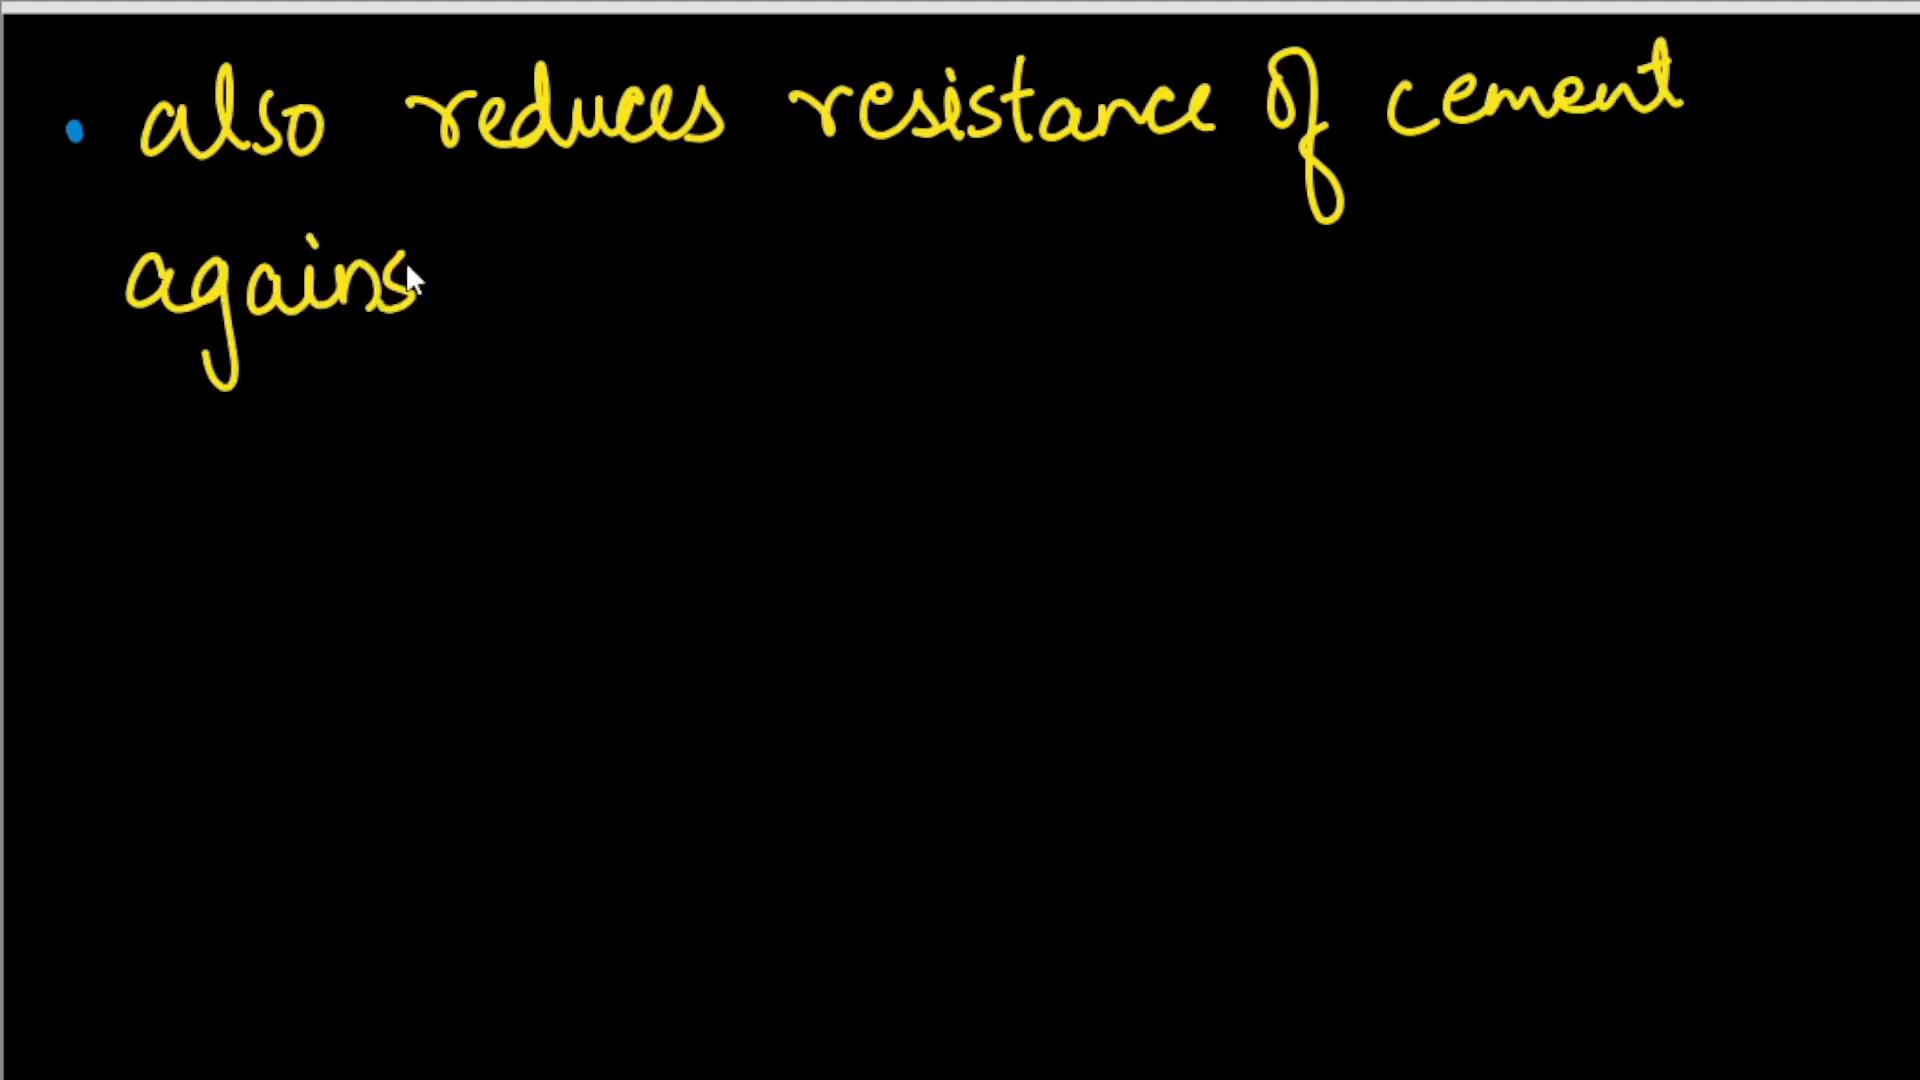 • also reduces resistance of cement
agains